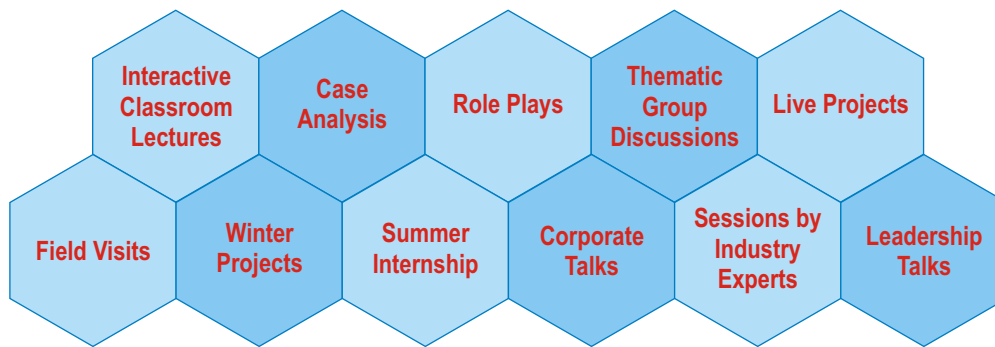 Interactive
Classroom
Lectures
Case
Analysis
Role Plays
Thematic
Group
Discussions
Live Projects
Field Visits
Winter
Projects
Summer
Internship
Corporate
Talks
Sessions by
Industry
Experts
Leadership
Talks